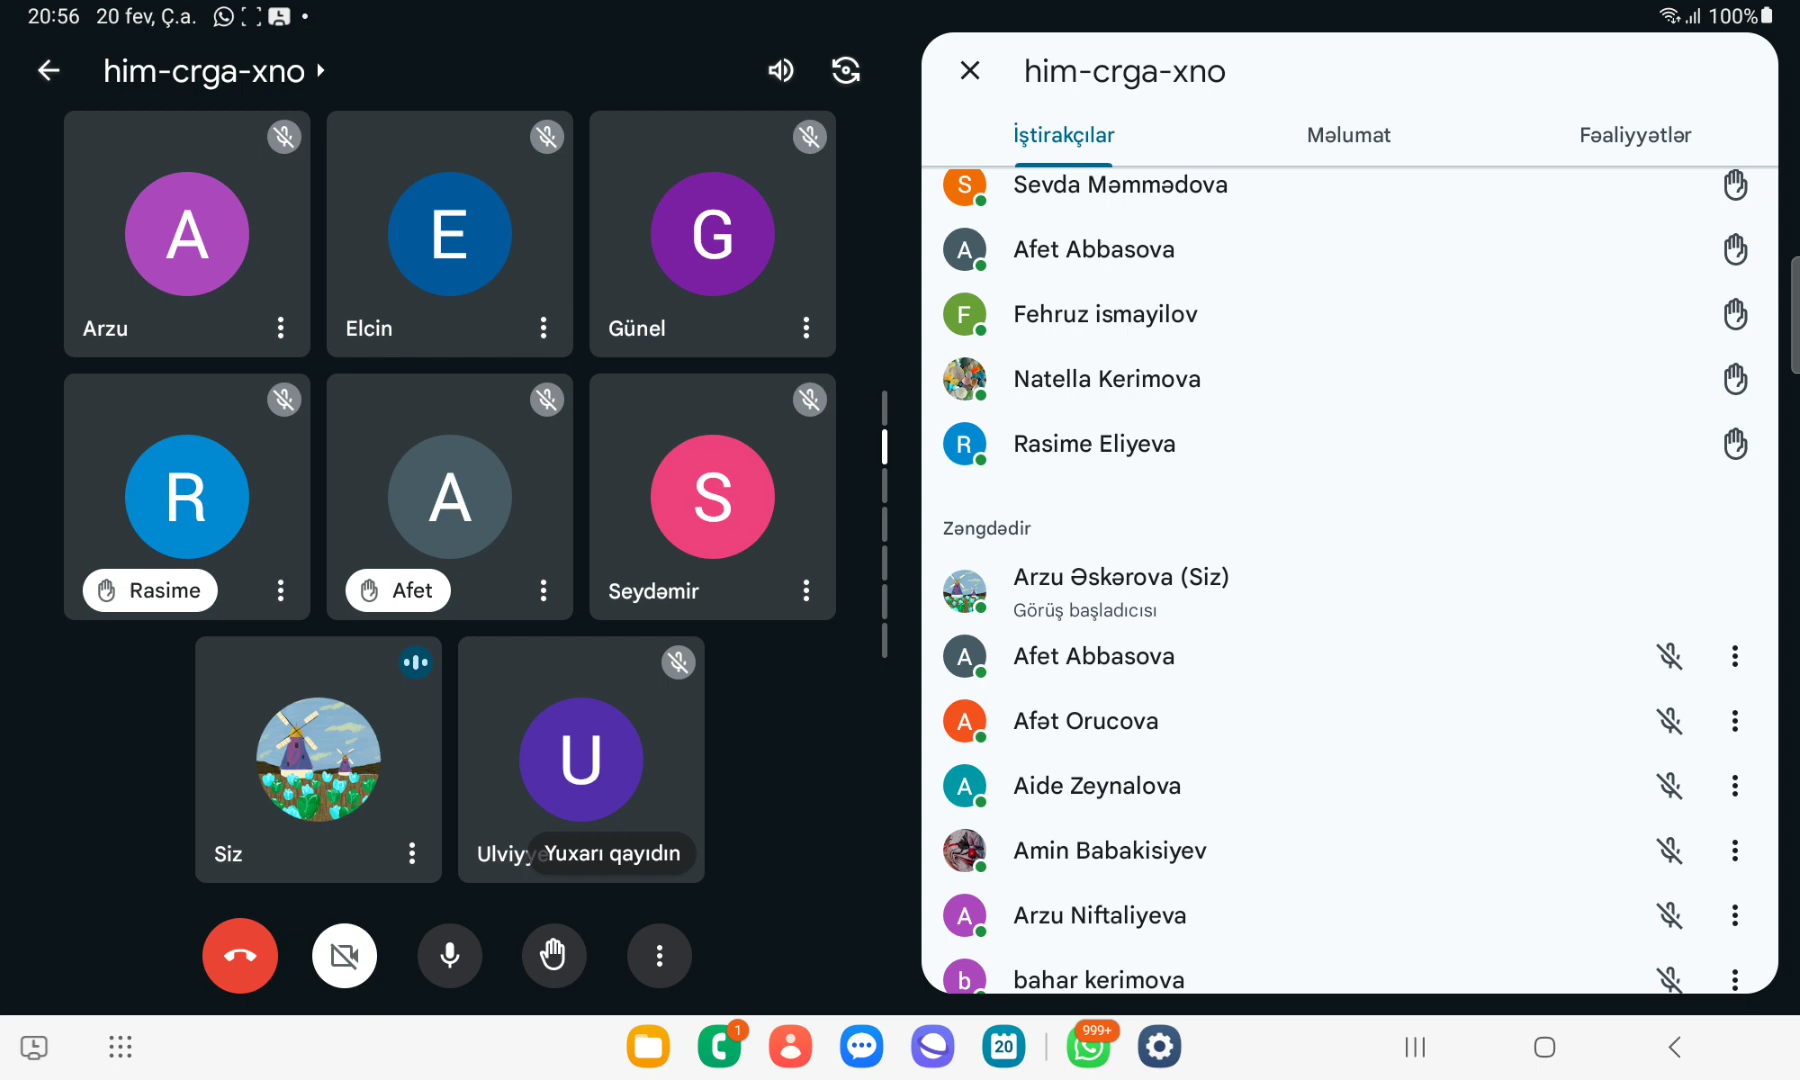 20:56 20 fev, Ç.a.
100%
him-crga-xno
A
Arzu
E
Elcin
G
Günel
R
Rasime
A
Afet
S
Seydəmir
Siz
U
Yuxarı qayıdın
him-crga-xno
İştirakçılar Məlumat Fəaliyyətlər
S Sevda Məmmədova
A Afet Abbasova
F Fehruz ismayilov
Natella Kerimova
R Rasime Eliyeva
Zəngdədir
Arzu Əskərova (Siz)
Görüş başladıcısı
A Afet Abbasova
A Afət Orucova
A Aide Zeynalova
Amin Babakisiyev
A Arzu Niftaliyeva
b bahar kerimova
1
20
999+